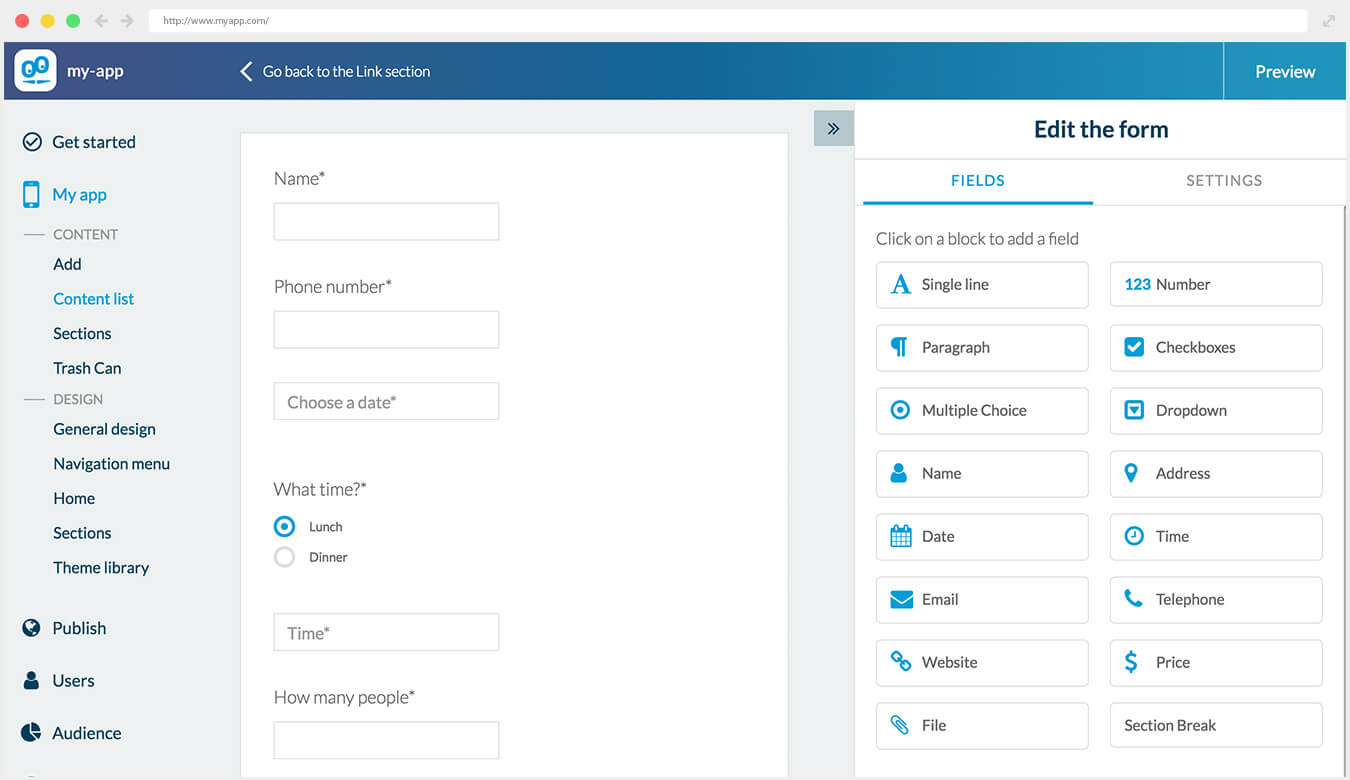 http://www.myapp.com/
my-app
Go back to the Link section
Preview
Get started
My app
CONTENT
Add
Content list
Sections
Trash Can
DESIGN
General design
Navigation menu
Home
Sections
Theme library
Publish
Users
Audience
Name*
Phone number*
Choose a date*
What time?*
Lunch
Dinner
Time*
How many people*
Edit the form
FIELDS SETTINGS
Click on a block to add a field
Single line
123 Number
Paragraph
Checkboxes
Multiple Choice
Dropdown
Name
Address
Date
Time
Email
Telephone
Website
Price
File
Section Break